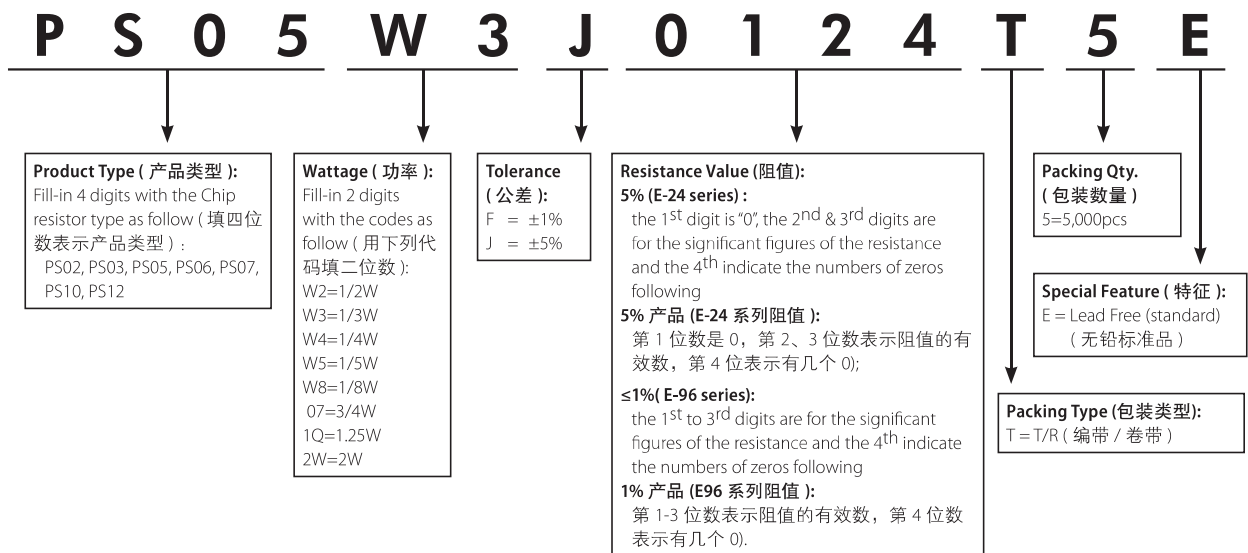 P S 0 5 W 3 J 0 1 2 4 T 5 E
Product Type ( 产品类型 ):
Fill-in 4 digits with the Chip
resistor type as follow ( 填四位
数表示产品类型 ) :
PS02, PS03, PS05, PS06, PS07,
PS10, PS12
Wattage ( 功率 ):
Fill-in 2 digits
with the codes as
follow ( 用下列代
码填二位数 ):
W2=1/2W
W3=1/3W
W4=1/4W
W5=1/5W
W8=1/8W
07=3/4W
1Q=1.25W
2W=2W
Tolerance
( 公差 ):
F = ±1%
J = ±5%
Resistance Value (阻值):
5% (E-24 series) :
the 1st digit is “0”, the 2nd & 3rd digits are
for the significant figures of the resistance
and the 4th indicate the numbers of zeros
following
5% 产品 (E-24 系列阻值 ):
第 1 位数是 0，第 2、3 位数表示阻值的有
效数，第 4 位表示有几个 0);
≤1%( E-96 series):
the 1st to 3rd digits are for the significant
figures of the resistance and the 4th indicate
the numbers of zeros following
1% 产品 (E96 系列阻值 ):
第 1-3 位数表示阻值的有效数，第 4 位数
表示有几个 0).
Packing Qty.
( 包装数量 )
5=5,000pcs
Special Feature ( 特征 ):
E = Lead Free (standard)
( 无铅标准品 )
Packing Type (包装类型):
T = T/R ( 编带 / 卷带 )